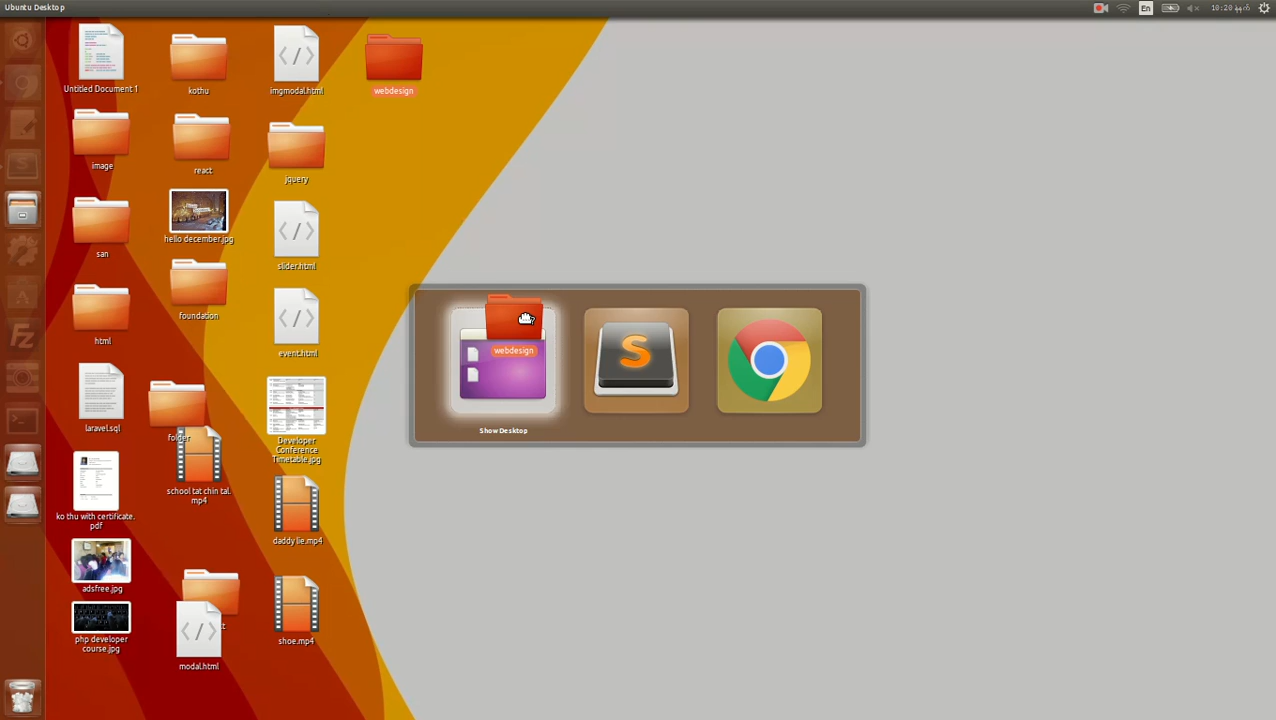 Ubuntu Desktop
En
Untitled Document 1
kothu
imgmodal.html
webdesign
image
react
jquery
san
hello december.jpg
slider.html
html
foundation
event.html
webdesign
Show Desktop
laravel.sql
folder
Developer
Conference
Timetable.jpg
school tat chin tal.
mp4
ko thu with certificate.
pdf
daddy lie.mp4
adsfree.jpg
php developer
course.jpg
modal.html
shoe.mp4